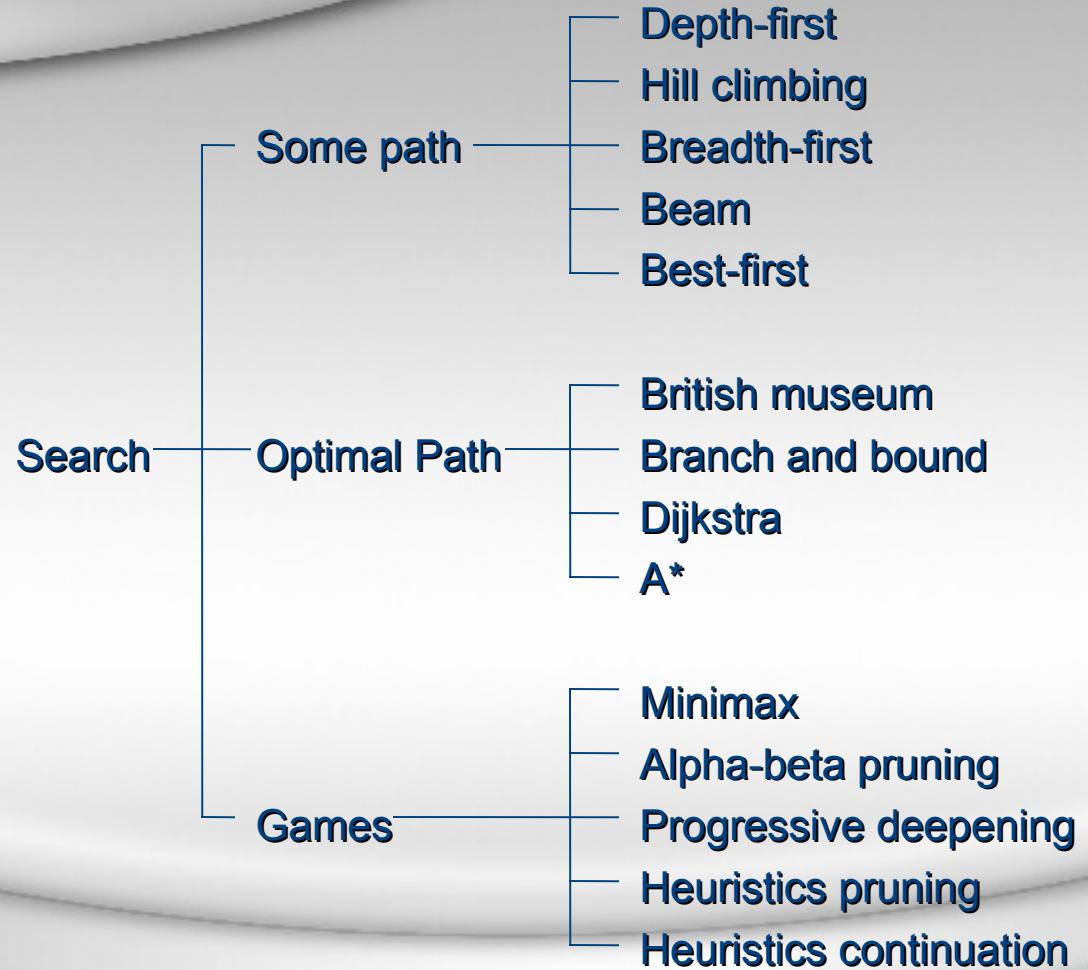 Search
Some path
Depth-first
Hill climbing
Breadth-first
Beam
Best-first
Optimal Path
British museum
Branch and bound
Dijkstra
A*
Games
Minimax
Alpha-beta pruning
Progressive deepening
Heuristics pruning
Heuristics continuation